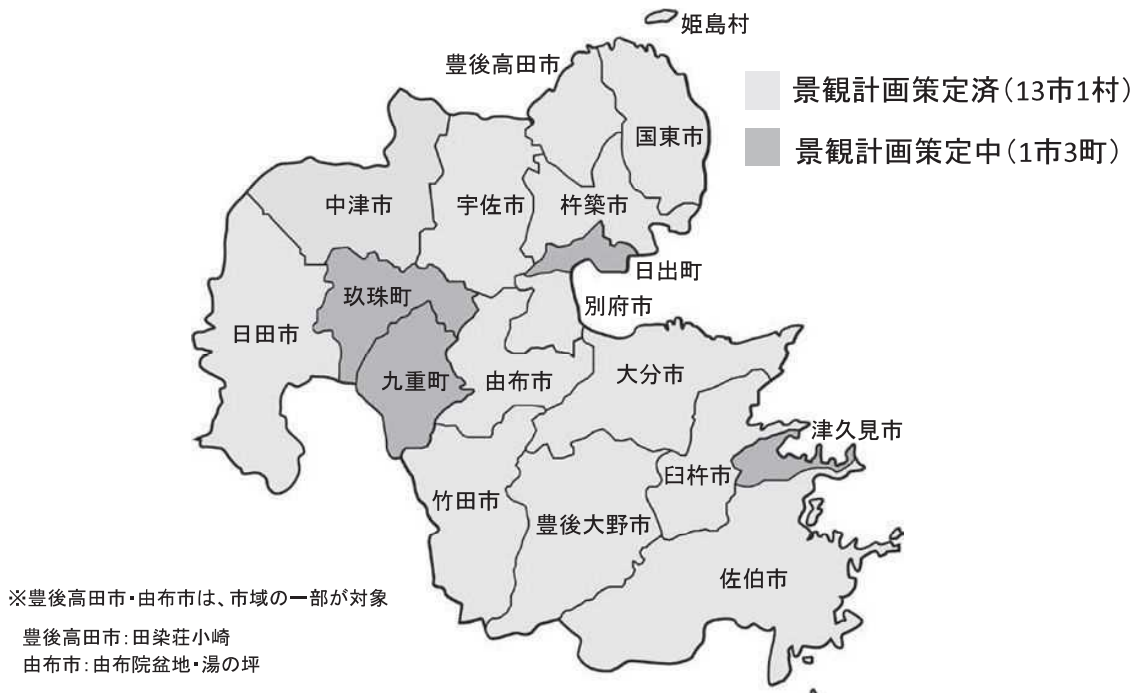 姫島村
豊後高田市
景観計画策定済(13市1村)
国東市
景観計画策定中(1市3町)
中津市
宇佐市
杵築市
日出町
玖珠町
別府市
日田市
大分市
九重町
由布市
津久見市
臼杵市
竹田市
豊後大野市
佐伯市
※豊後高田市・由布市は、市域の一部が対象
豊後高田市:田染荘小崎
由布市:由布院盆地・湯の坪